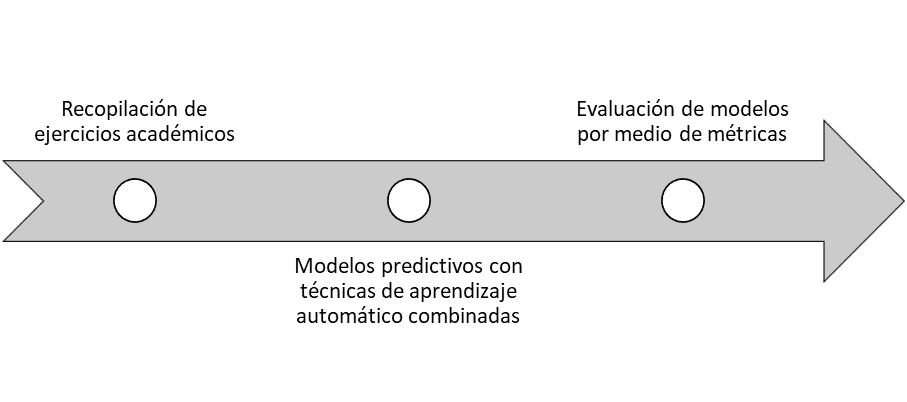 Recopilación de
ejercicios académicos
Modelos predictivos con
técnicas de aprendizaje
automático combinadas
Evaluación de modelos
por medio de métricas